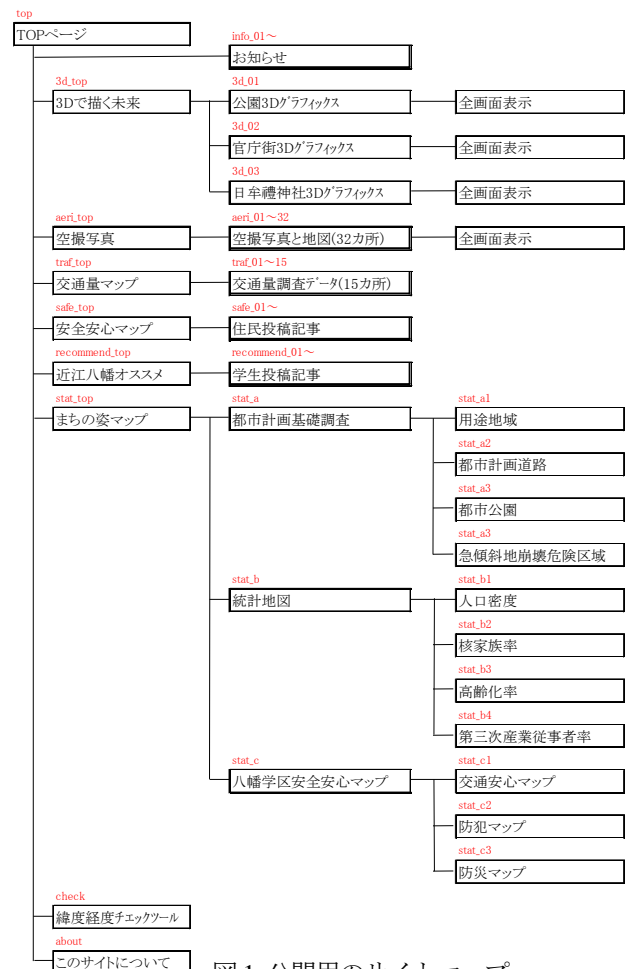 top
TOPページ
info_01～
お知らせ
3d_top
3Dで描く未来
3d_01
公園3Dグラフィックス
全画面表示
3d_02
官庁街3Dグラフィックス
全画面表示
3d_03
日牟禮神社3Dグラフィックス
全画面表示
aeri_top
空撮写真
aeri_01～32
空撮写真と地図(32カ所)
全画面表示
traf_top
交通量マップ
traf_01～15
交通量調査データ(15カ所)
safe_top
安全安心マップ
safe_01～
住民投稿記事
recommend_top
近江八幡オススメ
recommend_01～
学生投稿記事
stat_top
まちの姿マップ
stat_a
都市計画基礎調査
stat_a1
用途地域
stat_a2
都市計画道路
stat_a3
都市公園
stat_a3
急傾斜地崩壊危険区域
stat_b
統計地図
stat_b1
人口密度
stat_b2
核家族率
stat_b3
高齢化率
stat_b4
第三次産業従事者率
stat_c
八幡学区安全安心マップ
stat_c1
交通安心マップ
stat_c2
防犯マップ
stat_c3
防災マップ
check
緯度経度チェックツール
about
このサイトについて
図1 公開用のサイトマップ